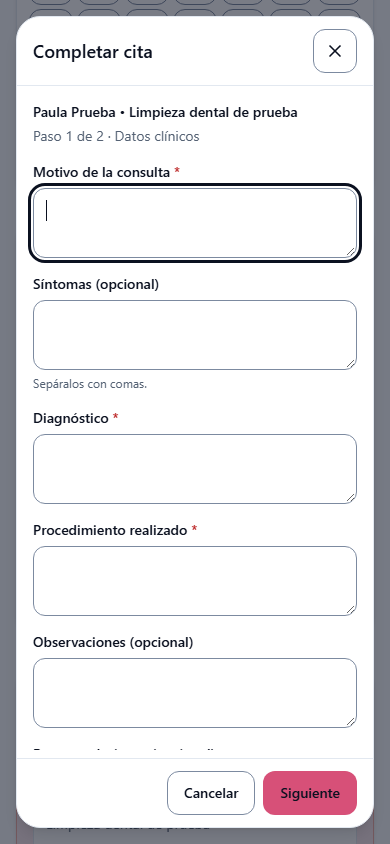 Completar cita
Paula Prueba • Limpieza dental de prueba
Paso 1 de 2 · Datos clínicos
Motivo de la consulta *
Síntomas (opcional)
Sepáralos con comas.
Diagnóstico *
Procedimiento realizado *
Observaciones (opcional)
Cancelar
Siguiente